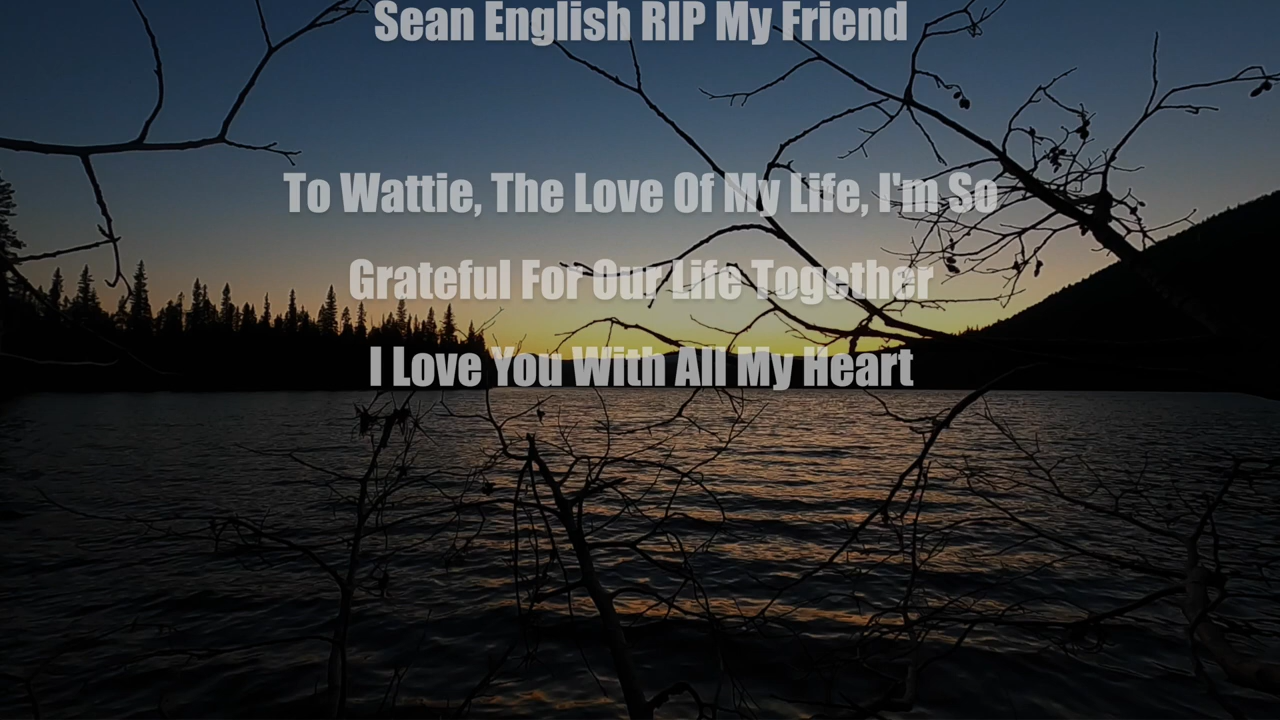 Sean English RIP My Friend
To Wattie, The Love Of My Life, I'm So
Grateful For Our Life Together
I Love You With All My Heart